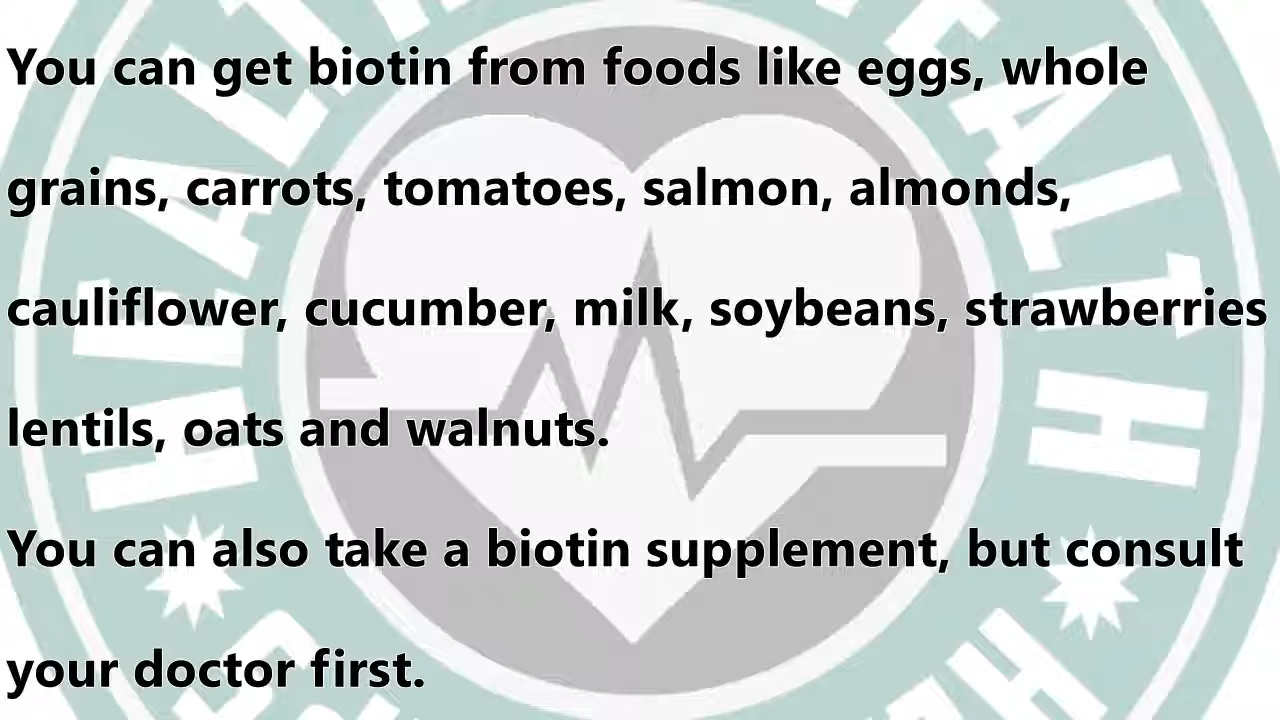 You can get biotin from foods like eggs, whole
grains, carrots, tomatoes, salmon, almonds,
cauliflower, cucumber, milk, soybeans, strawberries
lentils, oats and walnuts.
You can also take a biotin supplement, but consult
your doctor first.